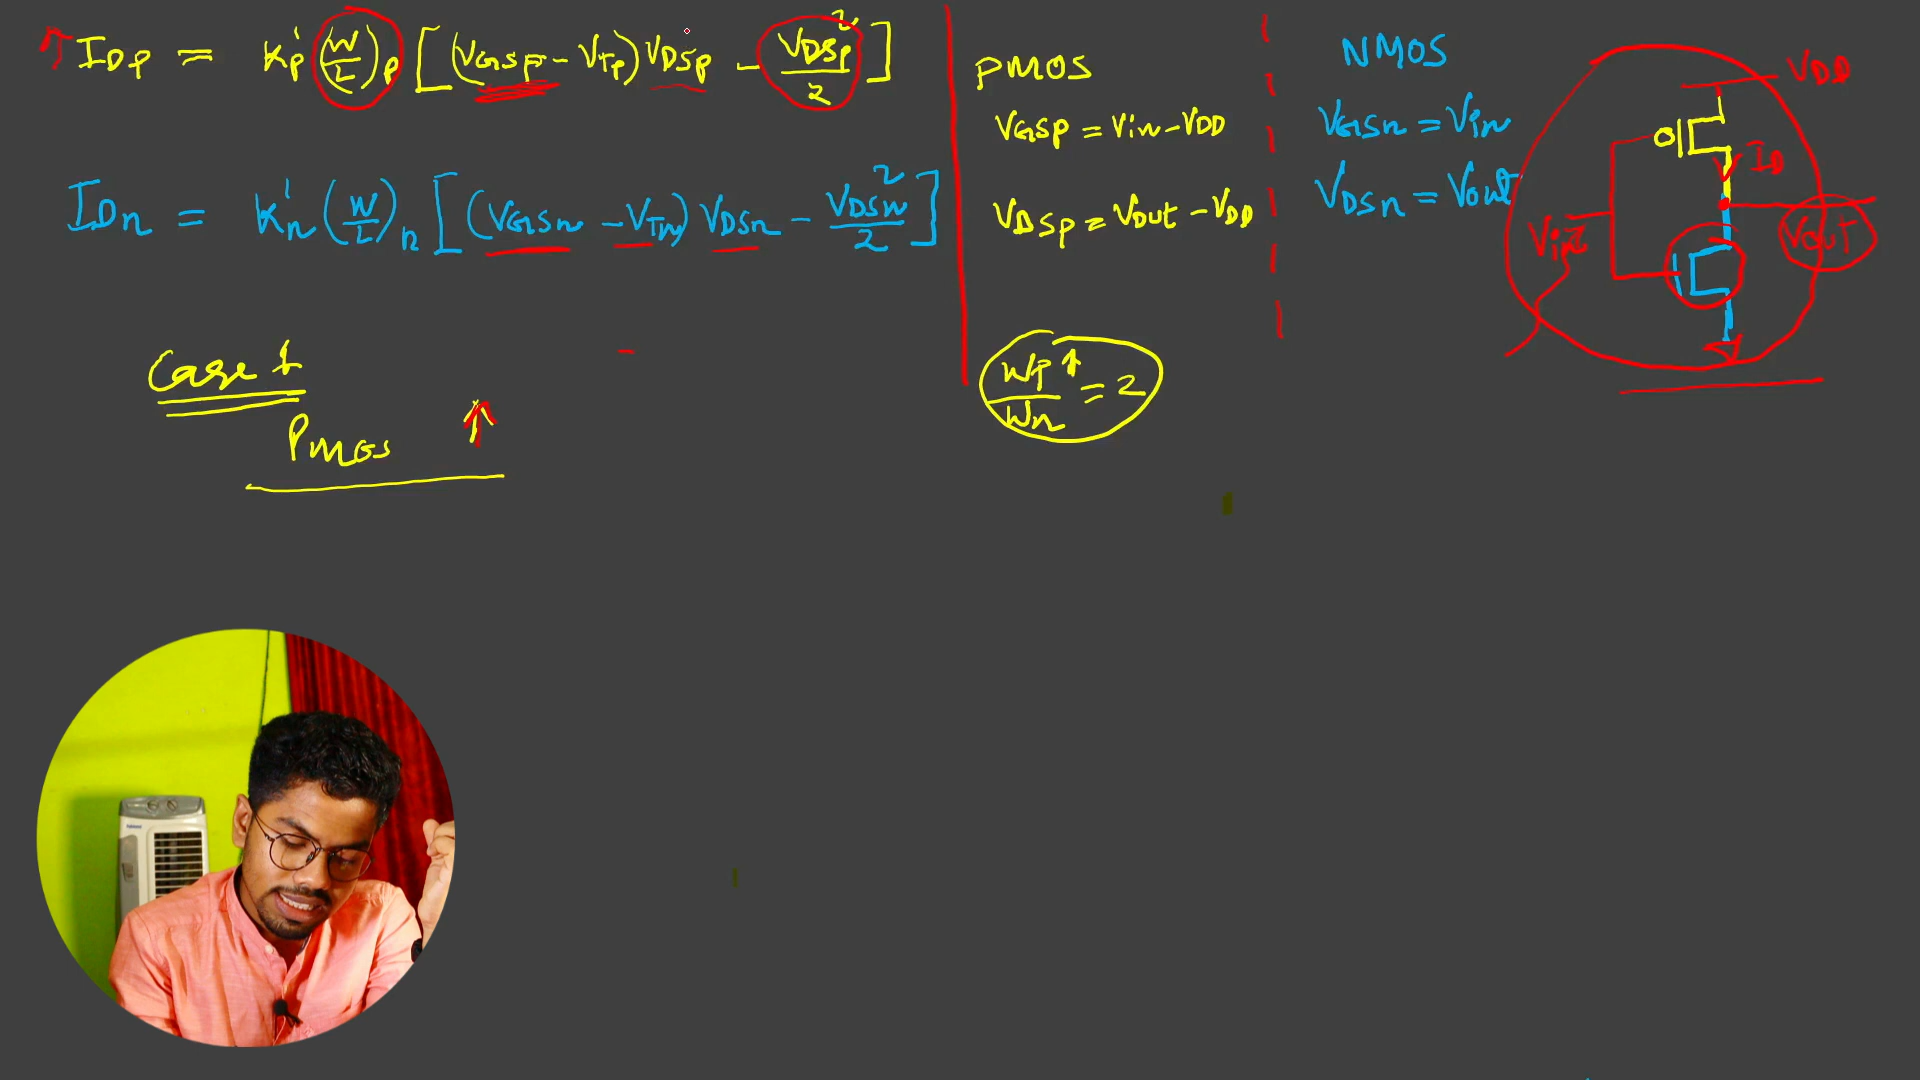 ↑ IDp = K'p (W/L)p [(VGSp - VTp) VDSp - VDSp²/2]
IDn = K'n (W/L)n [(VGSn - VTn) VDSn - VDSn²/2]
PMOS
VGSp = Vin - VDD
VDSp = Vout - VDD
NMOS
VGSn = Vin
VDSn = Vout
VDD
ID
Vin
Vout
Case 1
PMOS ↑
Wp↑/Wn = 2